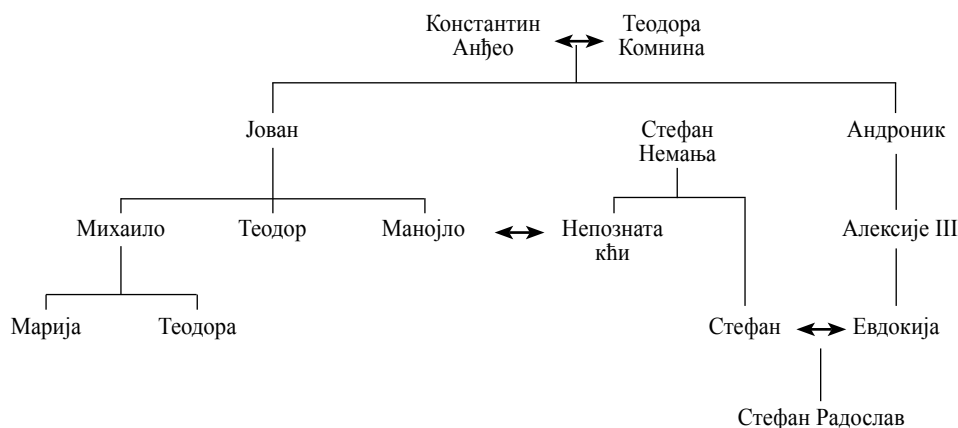 Константин
Анђео
Теодора
Комнина
Јован
Стефан
Немања
Андроник
Михаило
Теодор
Манојло
Непозната
кћи
Алексије III
Марија
Теодора
Стефан
Евдокија
Стефан Радослав